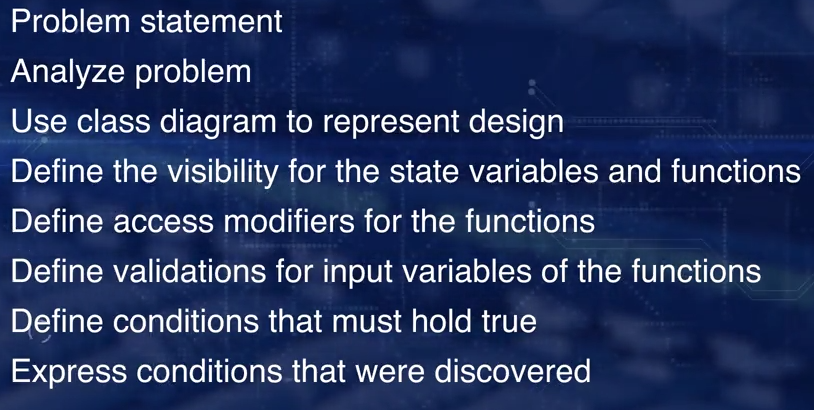 Problem statement
Analyze problem
Use class diagram to represent design
Define the visibility for the state variables and functions
Define access modifiers for the functions
Define validations for input variables of the functions
Define conditions that must hold true
Express conditions that were discovered